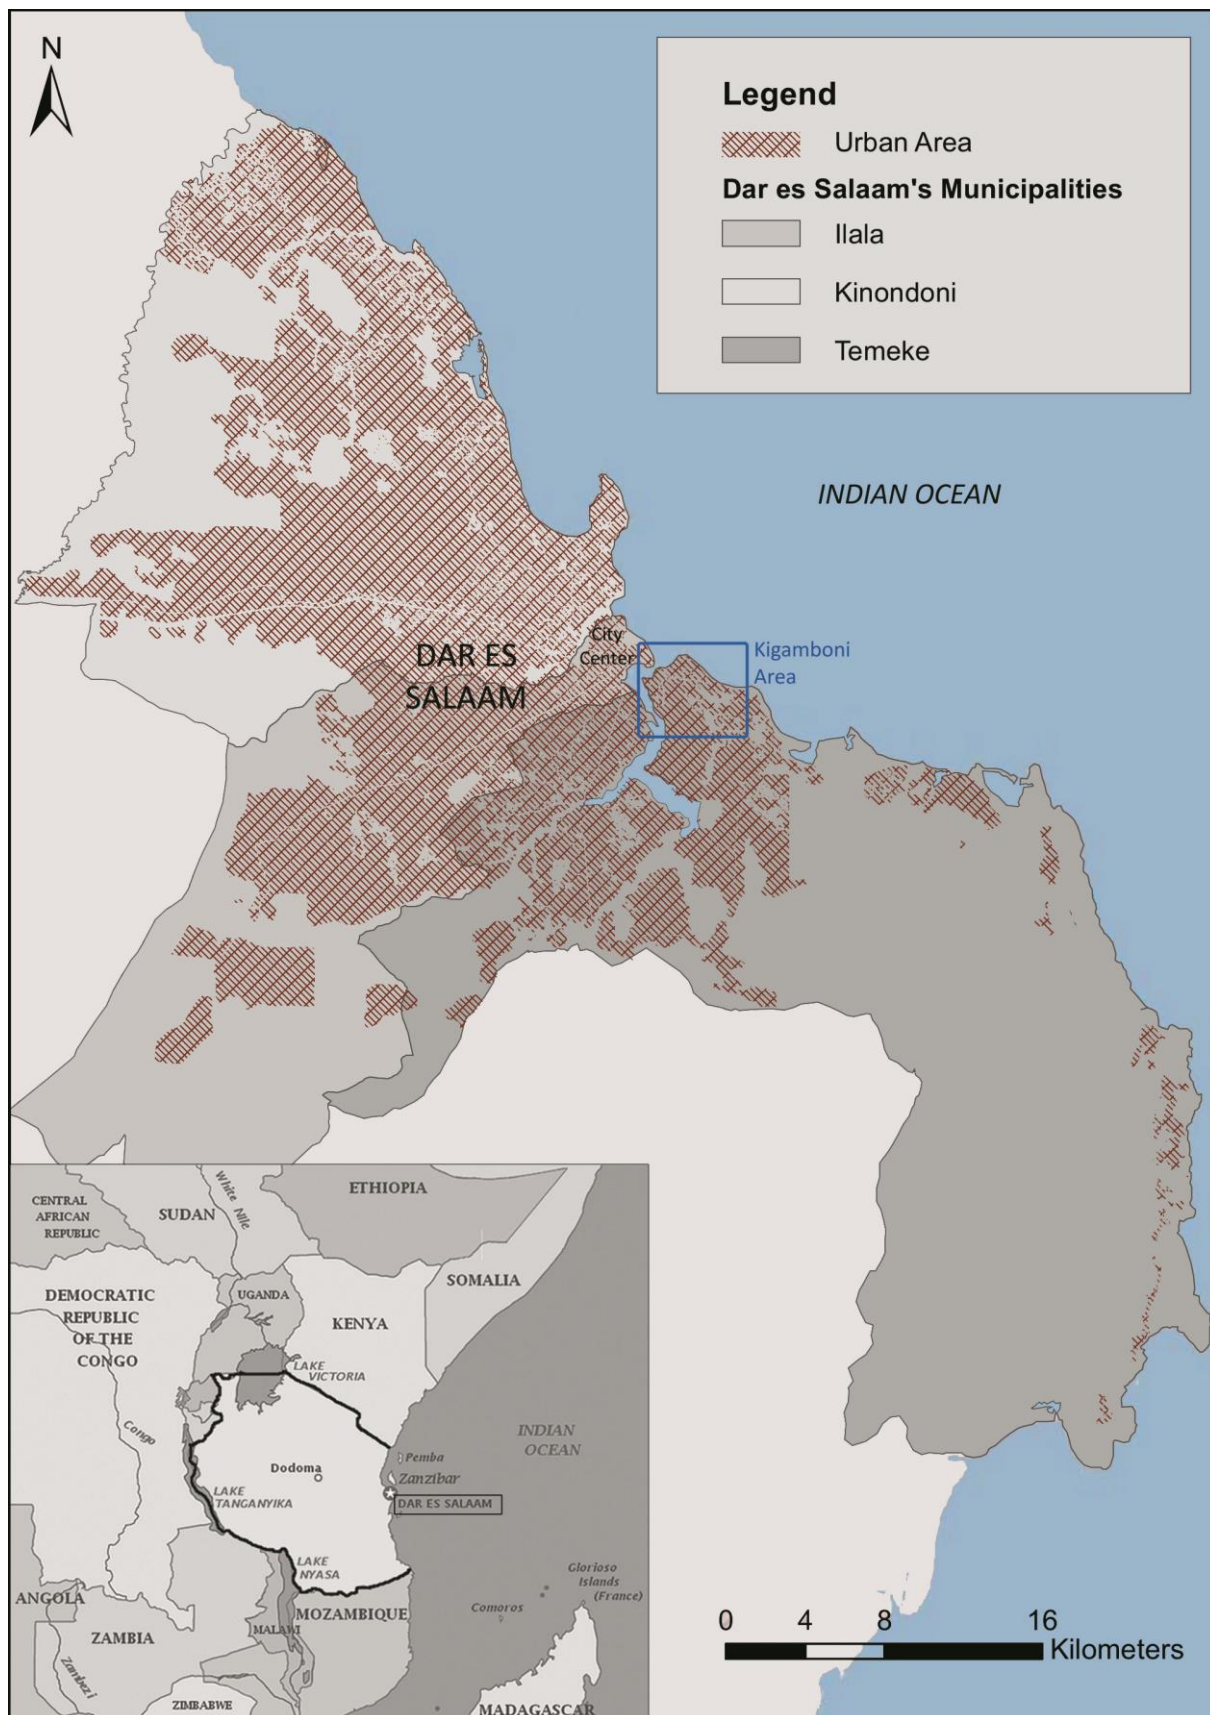 N
Legend
Urban Area
Dar es Salaam's Municipalities
Ilala
Kinondoni
Temeke
INDIAN OCEAN
City
Center
DAR ES
SALAAM
Kigamboni
Area
CENTRAL
AFRICAN
REPUBLIC
SUDAN
White Nile
ETHIOPIA
SOMALIA
DEMOCRATIC
REPUBLIC
OF THE
CONGO
UGANDA
KENYA
LAKE
VICTORIA
Congo
INDIAN
OCEAN
Pemba
Dodoma
Zanzibar
DAR ES SALAAM
LAKE
TANGANYIKA
LAKE
NYASA
Glorioso
Islands
(France)
ANGOLA
MOZAMBIQUE
Comoros
ZAMBIA
MALAWI
Zambezi
ZIMBABWE
MADAGASCAR
0 4 8 16
Kilometers